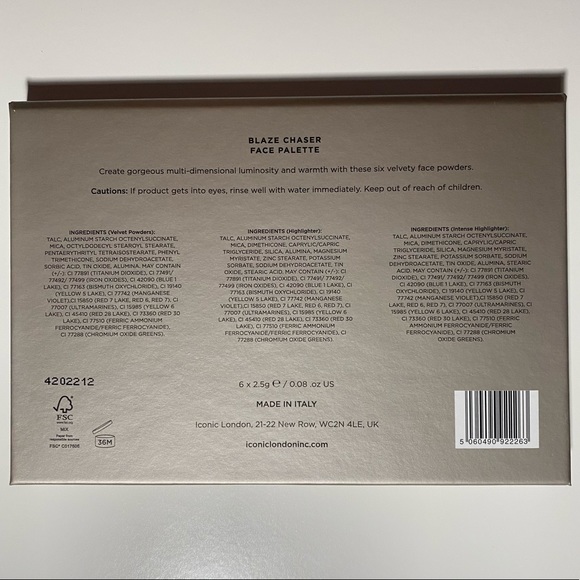 BLAZE CHASER
FACE PALETTE
Create gorgeous multi-dimensional luminosity and warmth with these six velvety face powders.
Cautions: If product gets into eyes, rinse well with water immediately. Keep out of reach of children.
INGREDIENTS (Velvet Powders):
TALC, ALUMINUM STARCH OCTENYLSUCCINATE,
MICA, OCTYLDODECYL STEAROYL STEARATE,
PENTAERYTHRITYL TETRAISOSTEARATE, PHENYL
TRIMETHICONE, SODIUM DEHYDROACETATE,
SORBIC ACID, TIN OXIDE, ALUMINA. MAY CONTAIN
(+/-): CI 77891 (TITANIUM DIOXIDE), CI 77491/
77492/ 77499 (IRON OXIDES), CI 42090 (BLUE 1
LAKE), CI 77163 (BISMUTH OXYCHLORIDE), CI 19140
(YELLOW 5 LAKE), CI 77742 (MANGANESE
VIOLET),CI 15850 (RED 7 LAKE, RED 6, RED 7), CI
77007 (ULTRAMARINES), CI 15985 (YELLOW 6
LAKE), CI 45410 (RED 28 LAKE), CI 73360 (RED 30
LAKE), CI 77510 (FERRIC AMMONIUM
FERROCYANIDE/FERRIC FERROCYANIDE), CI
77288 (CHROMIUM OXIDE GREENS).
INGREDIENTS (Highlighter):
TALC, ALUMINUM STARCH OCTENYLSUCCINATE,
MICA, DIMETHICONE, CAPRYLIC/CAPRIC
TRIGLYCERIDE, SILICA, ALUMINA, MAGNESIUM
MYRISTATE, ZINC STEARATE, POTASSIUM
SORBATE, SODIUM DEHYDROACETATE, TIN
OXIDE, STEARIC ACID. MAY CONTAIN (+/-): CI
77891 (TITANIUM DIOXIDE), CI 77491/ 77492/
77499 (IRON OXIDES), CI 42090 (BLUE 1 LAKE), CI
77163 (BISMUTH OXYCHLORIDE), CI 19140
(YELLOW 5 LAKE), CI 77742 (MANGANESE
VIOLET),CI 15850 (RED 7 LAKE, RED 6, RED 7), CI
77007 (ULTRAMARINES), CI 15985 (YELLOW 6
LAKE), CI 45410 (RED 28 LAKE), CI 73360 (RED 30
LAKE), CI 77510 (FERRIC AMMONIUM
FERROCYANIDE/FERRIC FERROCYANIDE), CI
77288 (CHROMIUM OXIDE GREENS).
INGREDIENTS (Intense Highlighter):
TALC, ALUMINUM STARCH OCTENYLSUCCINATE,
MICA, DIMETHICONE, CAPRYLIC/CAPRIC
TRIGLYCERIDE, SILICA, MAGNESIUM MYRISTATE,
ZINC STEARATE, POTASSIUM SORBATE, SODIUM
DEHYDROACETATE, TIN OXIDE, ALUMINA, STEARIC
ACID. MAY CONTAIN (+/-): CI 77891 (TITANIUM
DIOXIDE), CI 77491/ 77492/ 77499 (IRON OXIDES),
CI 42090 (BLUE 1 LAKE), CI 77163 (BISMUTH
OXYCHLORIDE), CI 19140 (YELLOW 5 LAKE), CI
77742 (MANGANESE VIOLET),CI 15850 (RED 7
LAKE, RED 6, RED 7), CI 77007 (ULTRAMARINES), CI
15985 (YELLOW 6 LAKE), CI 45410 (RED 28 LAKE),
CI 73360 (RED 30 LAKE), CI 77510 (FERRIC
AMMONIUM FERROCYANIDE/FERRIC
FERROCYANIDE), CI 77288 (CHROMIUM OXIDE
GREENS).
4202212
6 x 2.5g ℮ / 0.08 .oz US
MADE IN ITALY
Iconic London, 21-22 New Row, WC2N 4LE, UK
iconiclondoninc.com
FSC
www.fsc.org
MIX
Paper from
responsible sources
FSC® C017606
36M
5 060490 922263